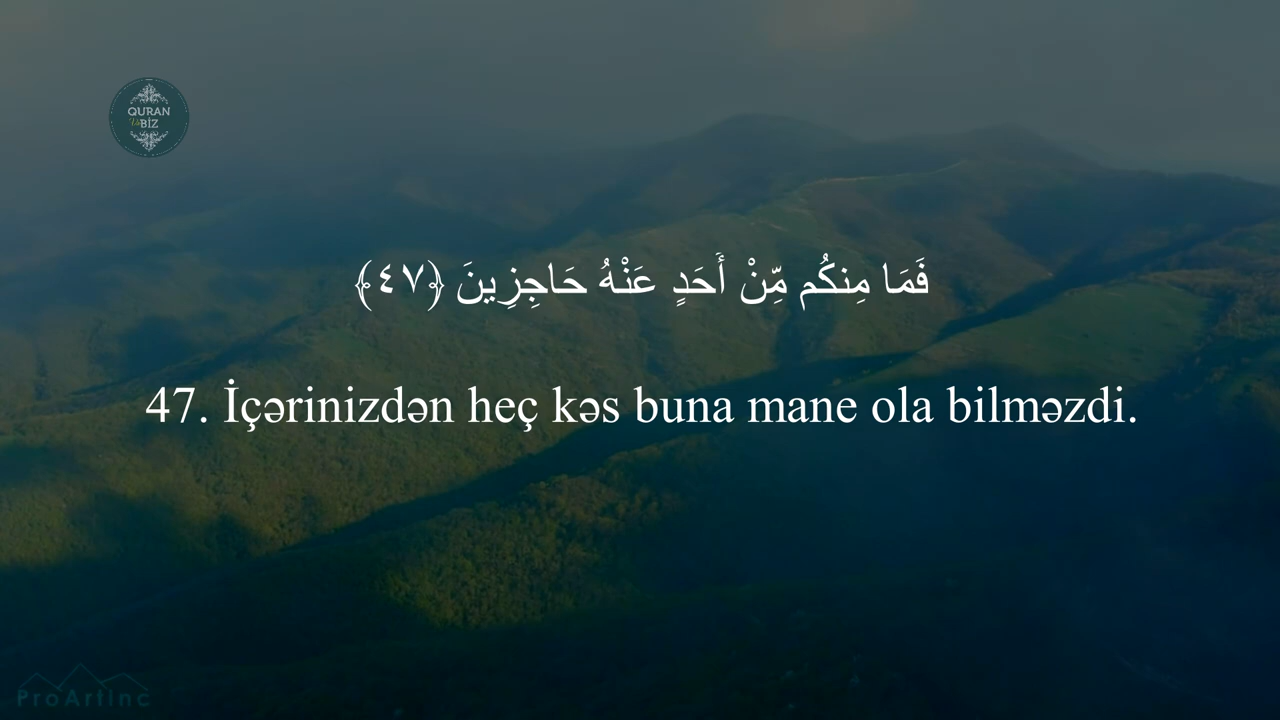 QURAN
BİZ
فَمَا مِنكُم مِّنْ أَحَدٍ عَنْهُ حَاجِزِينَ ﴿٤٧﴾
47. İçərinizdən heç kəs buna mane ola bilməzdi.
ProArtInc